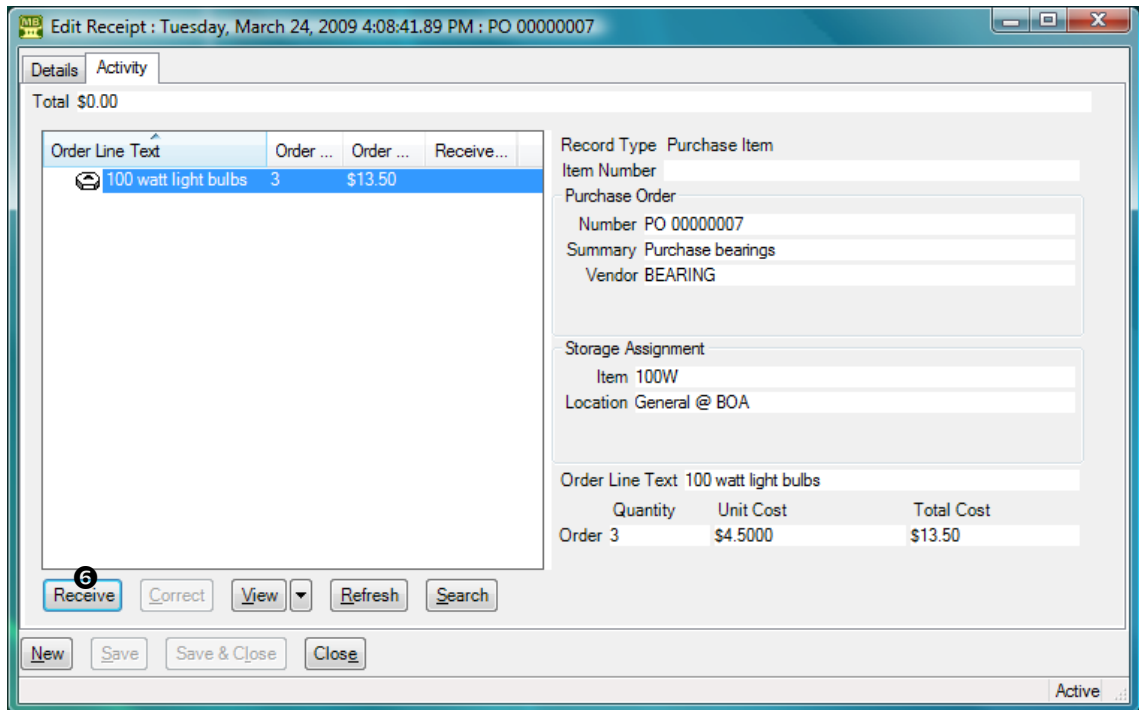 Edit Receipt : Tuesday, March 24, 2009 4:08:41.89 PM : PO 00000007
Details Activity
Total $0.00
Order Line Text Order ... Order ... Receive...
100 watt light bulbs 3 $13.50
Record Type Purchase Item
Item Number
Purchase Order
Number PO 00000007
Summary Purchase bearings
Vendor BEARING
Storage Assignment
Item 100W
Location General @ BOA
Order Line Text 100 watt light bulbs
Quantity Unit Cost Total Cost
Order 3 $4.5000 $13.50
❻
Receive Correct View Refresh Search
New Save Save & Close Close
Active